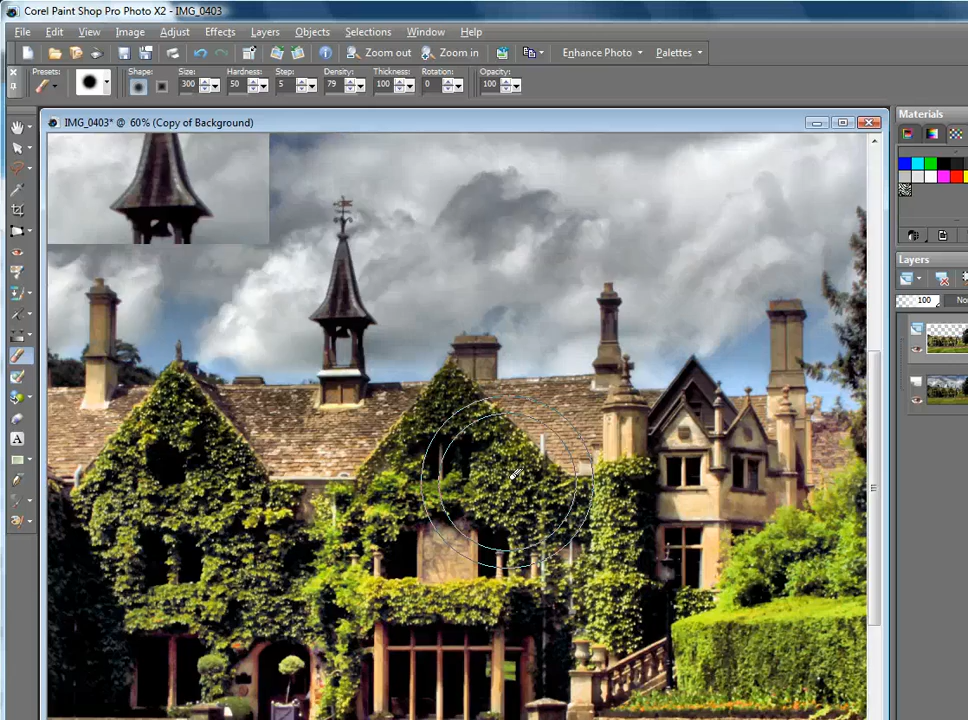 Corel Paint Shop Pro Photo X2 - IMG_0403
File Edit View Image Adjust Effects Layers Objects Selections Window Help
Zoom out Zoom in Enhance Photo Palettes
Presets: Shape: Size: Hardness: Step: Density: Thickness: Rotation: Opacity:
300 50 5 79 100 0 100
IMG_0403* @ 60% (Copy of Background)
Materials
Layers
100 No
A